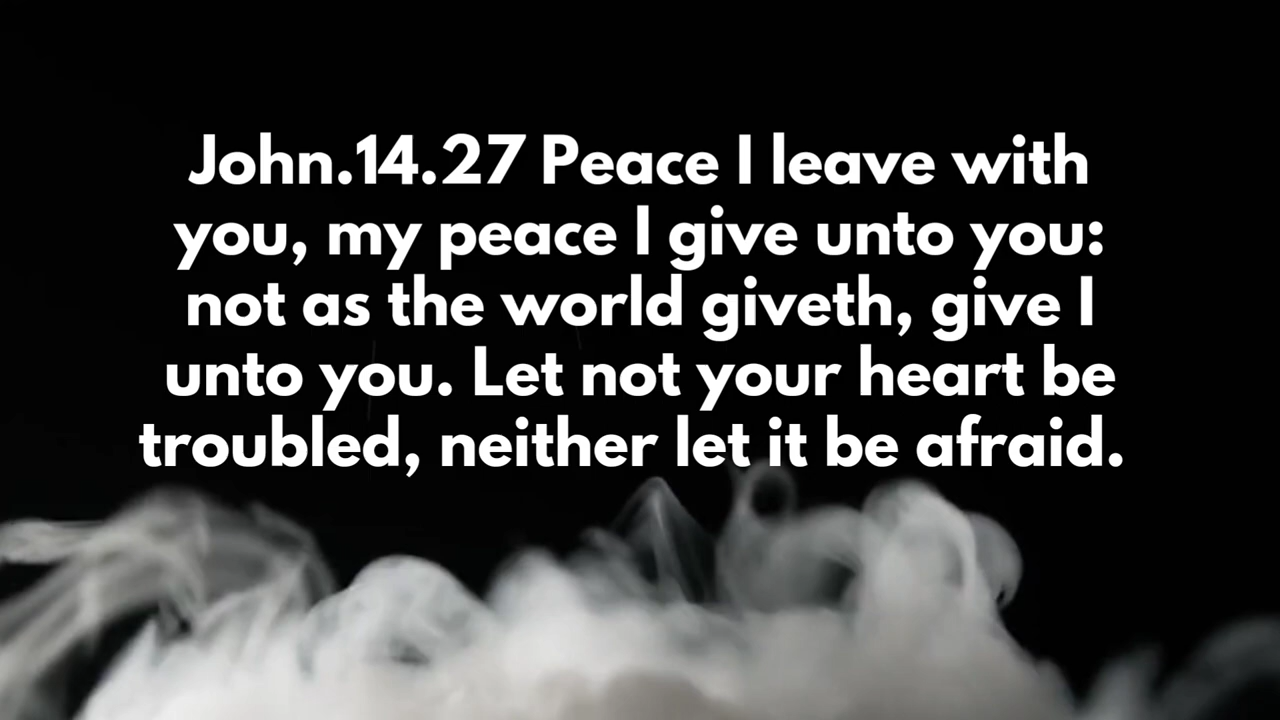 John.14.27 Peace I leave with
you, my peace I give unto you:
not as the world giveth, give I
unto you. Let not your heart be
troubled, neither let it be afraid.